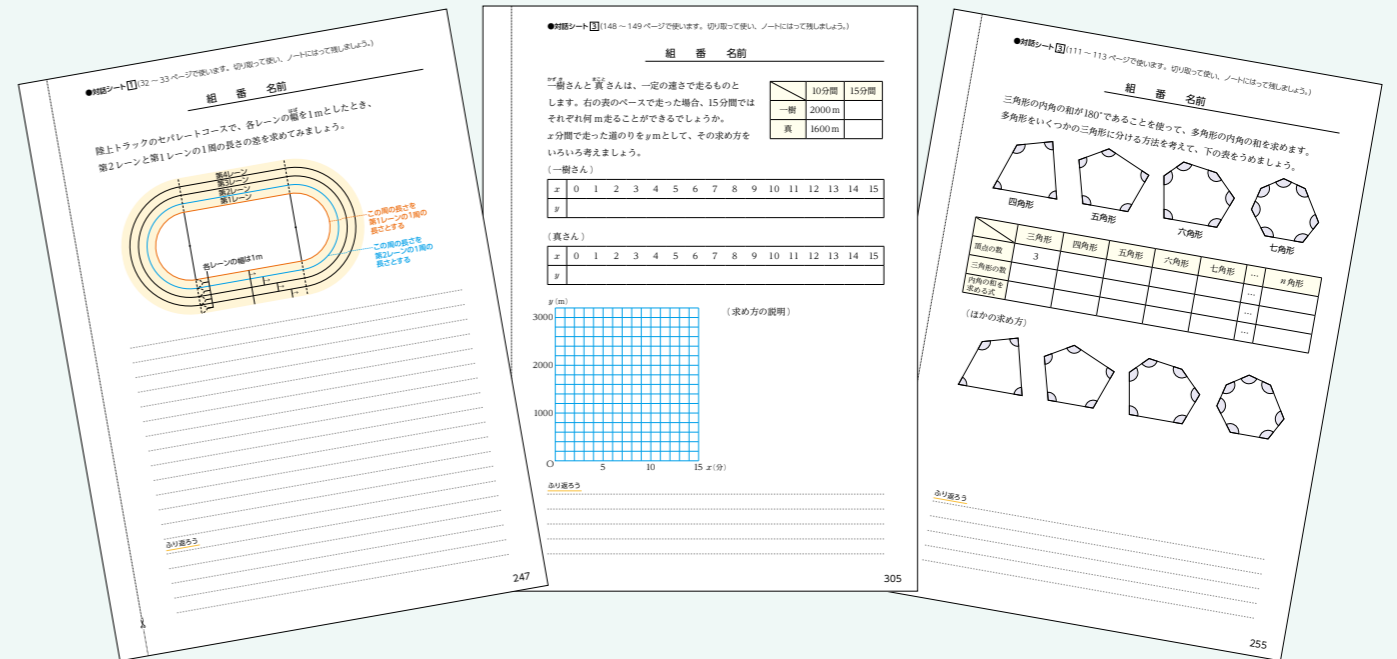 ●対話シート1(32～33ページで使います。切り取って使い、ノートにはって残しましょう。)
組 番 名前
陸上トラックのセパレートコースで、各レーンの幅を1mとしたとき、
はば
第2レーンと第1レーンの1周の長さの差を求めてみましょう。
第4レーン
第3レーン
第2レーン
第1レーン
この周の長さを
第1レーンの1周の
長さとする
この周の長さを
第2レーンの1周の
長さとする
各レーンの幅は1m
ふり返ろう
247
●対話シート3(148～149ページで使います。切り取って使い、ノートにはって残しましょう。)
組 番 名前
かずき まこと
一樹さんと真さんは、一定の速さで走るものと
します。右の表のペースで走った場合、15分間では
それぞれ何m走ることができるでしょうか。
x分間で走った道のりをymとして、その求め方を
いろいろ考えましょう。
10分間 15分間
一樹 2000m
真 1600m
(一樹さん)
x 0 1 2 3 4 5 6 7 8 9 10 11 12 13 14 15
y
(真さん)
x 0 1 2 3 4 5 6 7 8 9 10 11 12 13 14 15
y
y(m)
(求め方の説明)
3000
2000
1000
O 5 10 15 x(分)
ふり返ろう
305
●対話シート3(111～113ページで使います。切り取って使い、ノートにはって残しましょう。)
組 番 名前
三角形の内角の和が180°であることを使って、多角形の内角の和を求めます。
多角形をいくつかの三角形に分ける方法を考えて、下の表をうめましょう。
四角形
五角形
六角形
七角形
三角形 四角形 五角形 六角形 七角形 … n角形
頂点の数 3
三角形の数 …
内角の和を
求める式
…
…
(ほかの求め方)
ふり返ろう
255